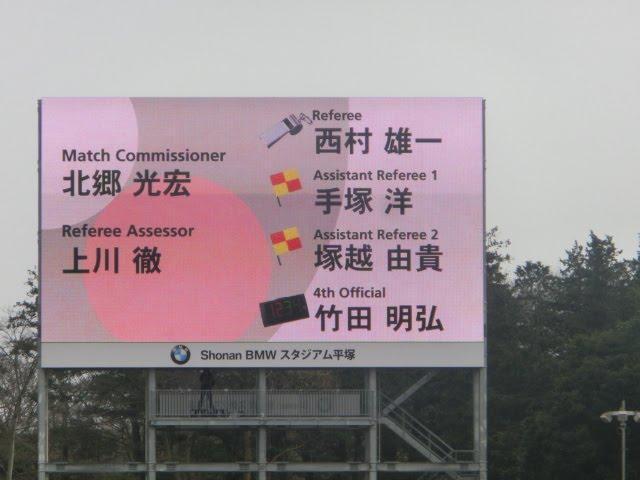 Match Commissioner
北郷 光宏
Referee Assessor
上川 徹
Referee
西村 雄一
Assistant Referee 1
手塚 洋
Assistant Referee 2
塚越 由貴
4th Official
竹田 明弘
Shonan BMW スタジアム平塚